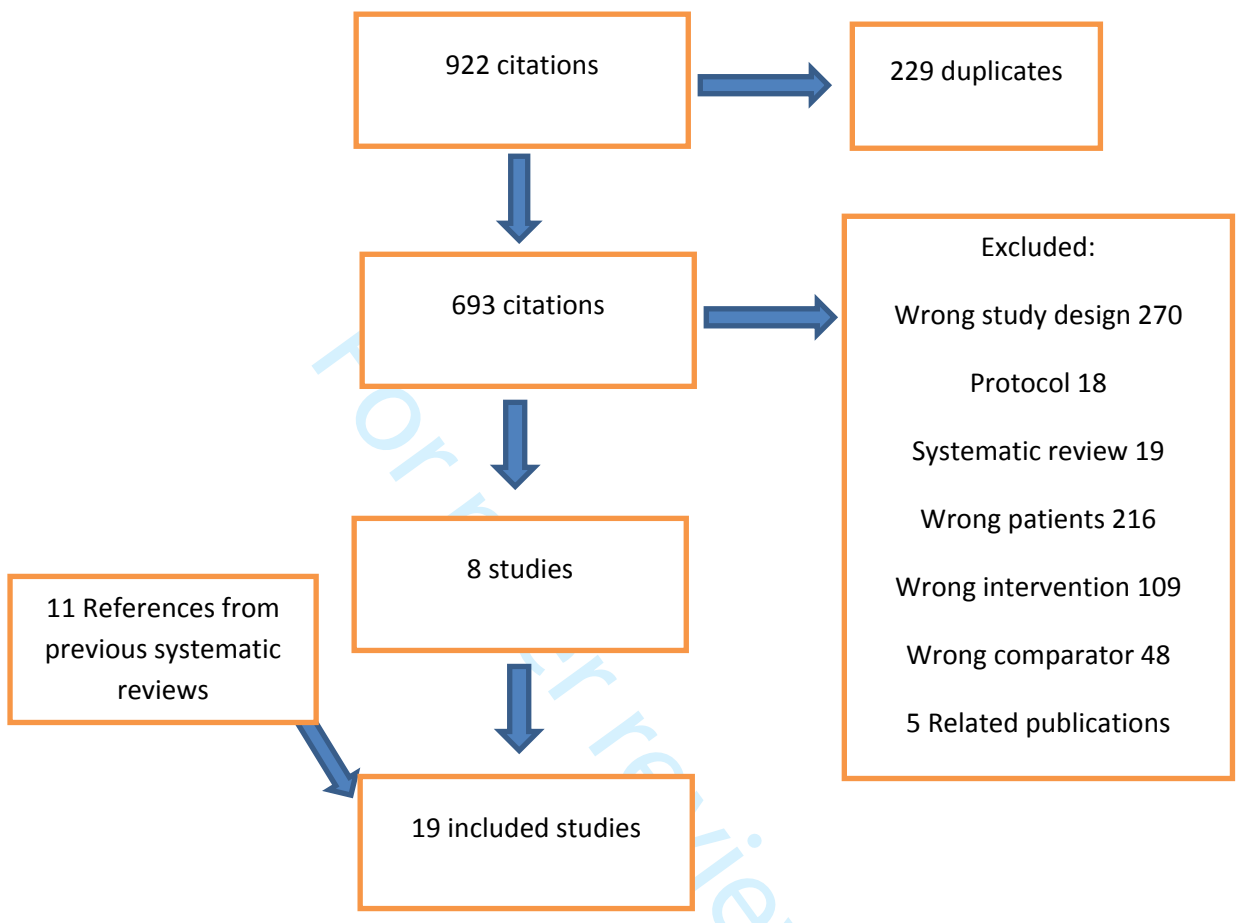 922 citations
229 duplicates
693 citations
Excluded:
Wrong study design 270
Protocol 18
Systematic review 19
Wrong patients 216
Wrong intervention 109
Wrong comparator 48
5 Related publications
8 studies
11 References from
previous systematic
reviews
19 included studies
For
review